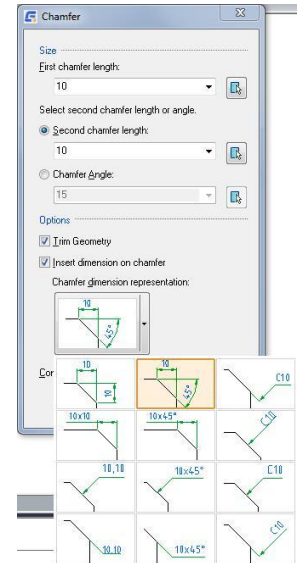 Chamfer
Size
First chamfer length:
10
Select second chamfer length or angle.
Second chamfer length:
10
Chamfer Angle:
15
Options
Trim Geometry
Insert dimension on chamfer
Chamfer dimension representation:
10
45°
Cor
10
10
10
45°
C10
10x10
10x45°
C10
10,10
10x45°
C10
10,10
10x45°
C10